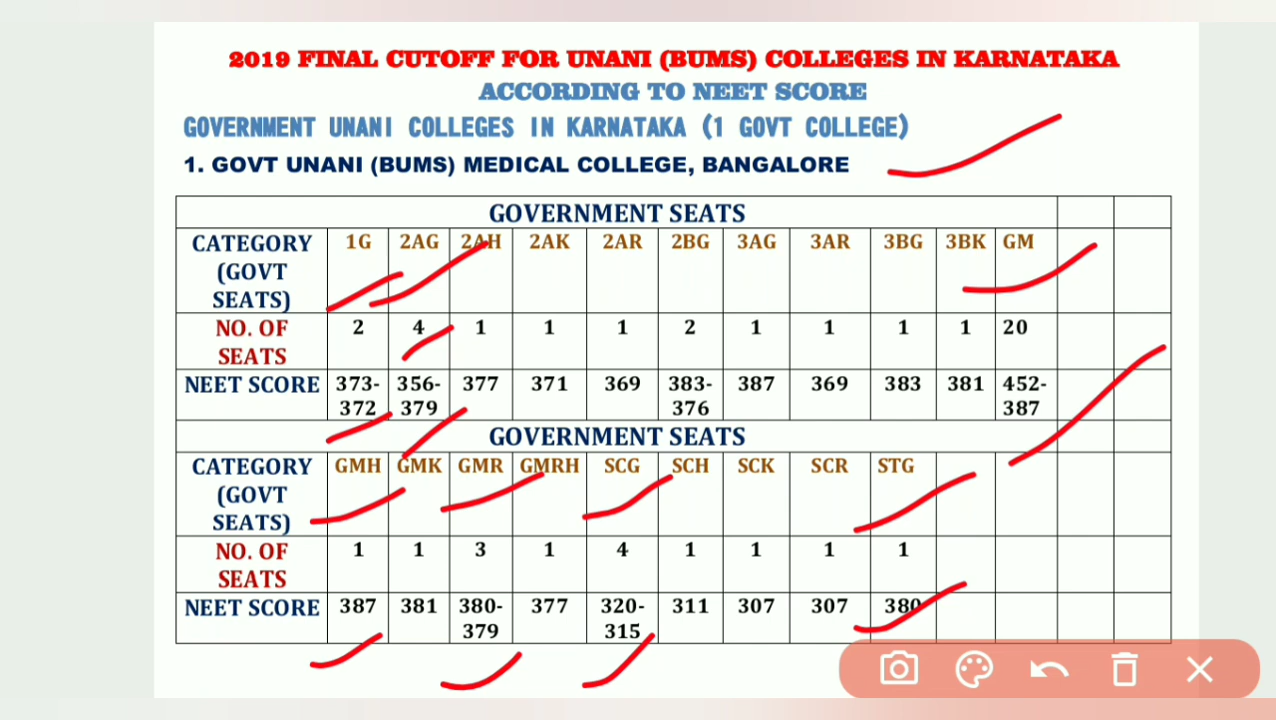 2019 FINAL CUTOFF FOR UNANI (BUMS) COLLEGES IN KARNATAKA
ACCORDING TO NEET SCORE
GOVERNMENT UNANI COLLEGES IN KARNATAKA (1 GOVT COLLEGE)
1. GOVT UNANI (BUMS) MEDICAL COLLEGE, BANGALORE
GOVERNMENT SEATS
CATEGORY 1G 2AG 2AH 2AK 2AR 2BG 3AG 3AR 3BG 3BK GM
(GOVT
SEATS)
NO. OF 2 4 1 1 1 2 1 1 1 1 20
SEATS
NEET SCORE 373- 356- 377 371 369 383- 387 369 383 381 452-
372 379 376 387
GOVERNMENT SEATS
CATEGORY GMH GMK GMR GMRH SCG SCH SCK SCR STG
(GOVT
SEATS)
NO. OF 1 1 3 1 4 1 1 1 1
SEATS
NEET SCORE 387 381 380- 377 320- 311 307 307 380
379 315